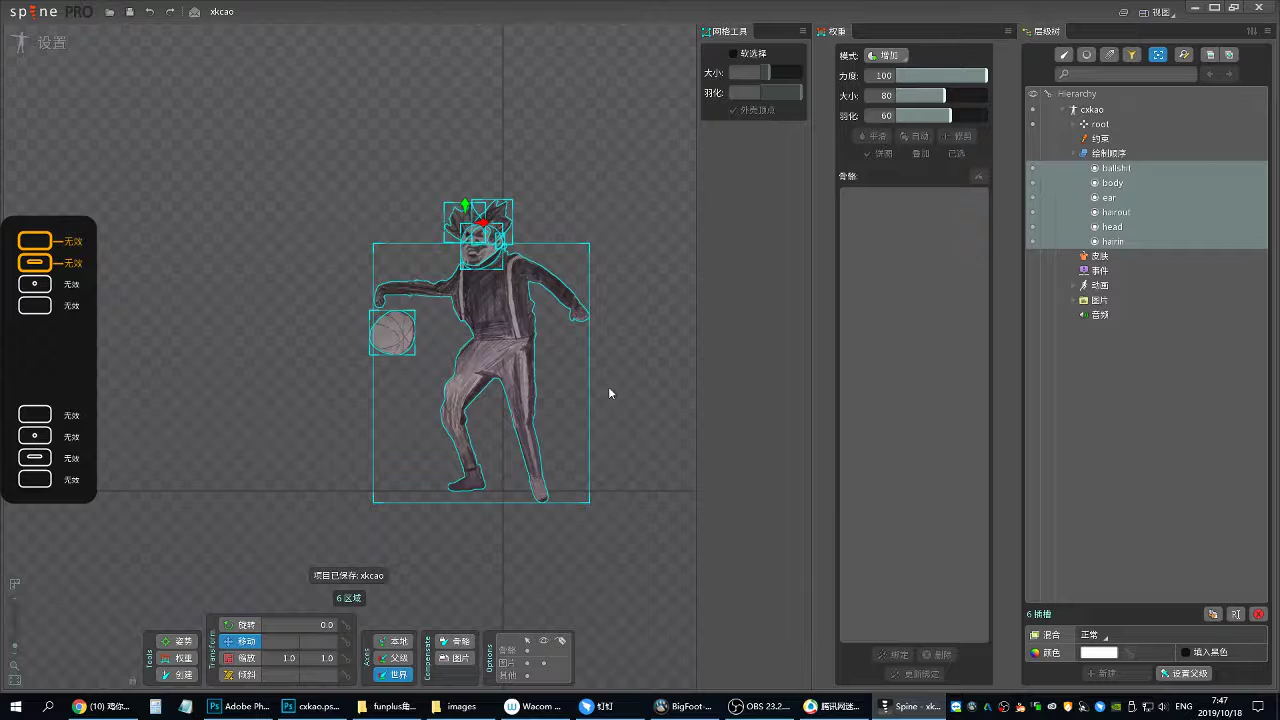 spine PRO
xkcao
视图
设置
网格工具
软选择
大小:
羽化:
外壳顶点
权重
模式:
增加
力度:
100
大小:
80
羽化:
60
平滑
自动
修剪
饼图
叠加
已选
骨骼:
绑定
删除
更新绑定
层级树
Hierarchy
cxkao
root
约束
绘制顺序
ballshit
body
ear
hairout
head
hairin
皮肤
事件
动画
图片
音频
6 插槽
混合
正常
颜色
填入黑色
新建
设置父级
无效
无效
无效
无效
无效
无效
无效
无效
项目已保存: xkcao
6 区域
Tools
姿势
权重
创建
Transform
旋转
0.0
移动
缩放
1.0
1.0
倾斜
Axes
本地
父级
世界
Compensate
骨骼
图片
Options
骨骼
图片
其他
Adobe Ph...
cxkao.ps...
images
Wacom ...
钉钉
BigFoot -...
OBS 23....
Spine - xk...
7:47
2019/10/18